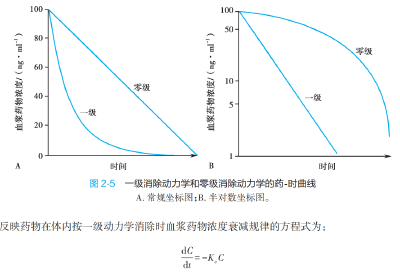 100
80
60
40
20
0
血浆药物浓度/(ng·ml⁻¹)
零级
一级
时间
A
100
50
10
5
1
血浆药物浓度/(ng·ml⁻¹)
零级
一级
时间
B
图 2-5 一级消除动力学和零级消除动力学的药-时曲线
A. 常规坐标图;B. 半对数坐标图。
反映药物在体内按一级动力学消除时血浆药物浓度衰减规律的方程式为:
dC/dt=-KₑC